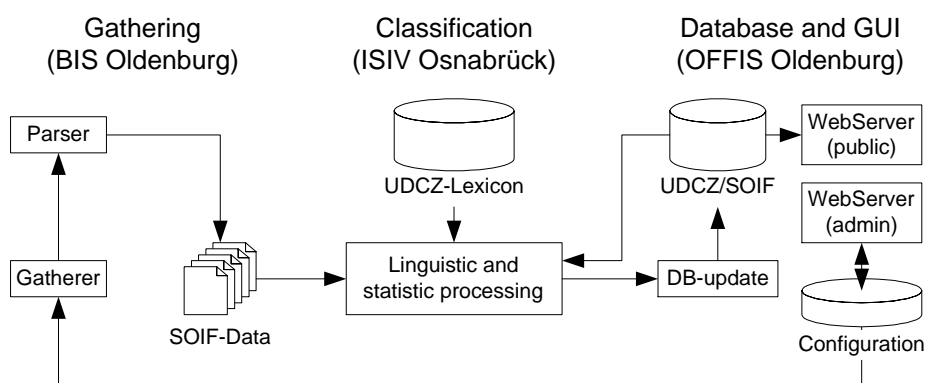 Gathering
(BIS Oldenburg)
Classification
(ISIV Osnabrück)
Database and GUI
(OFFIS Oldenburg)
Parser
UDCZ-Lexicon
UDCZ/SOIF
WebServer
(public)
WebServer
(admin)
Gatherer
SOIF-Data
Linguistic and
statistic processing
DB-update
Configuration